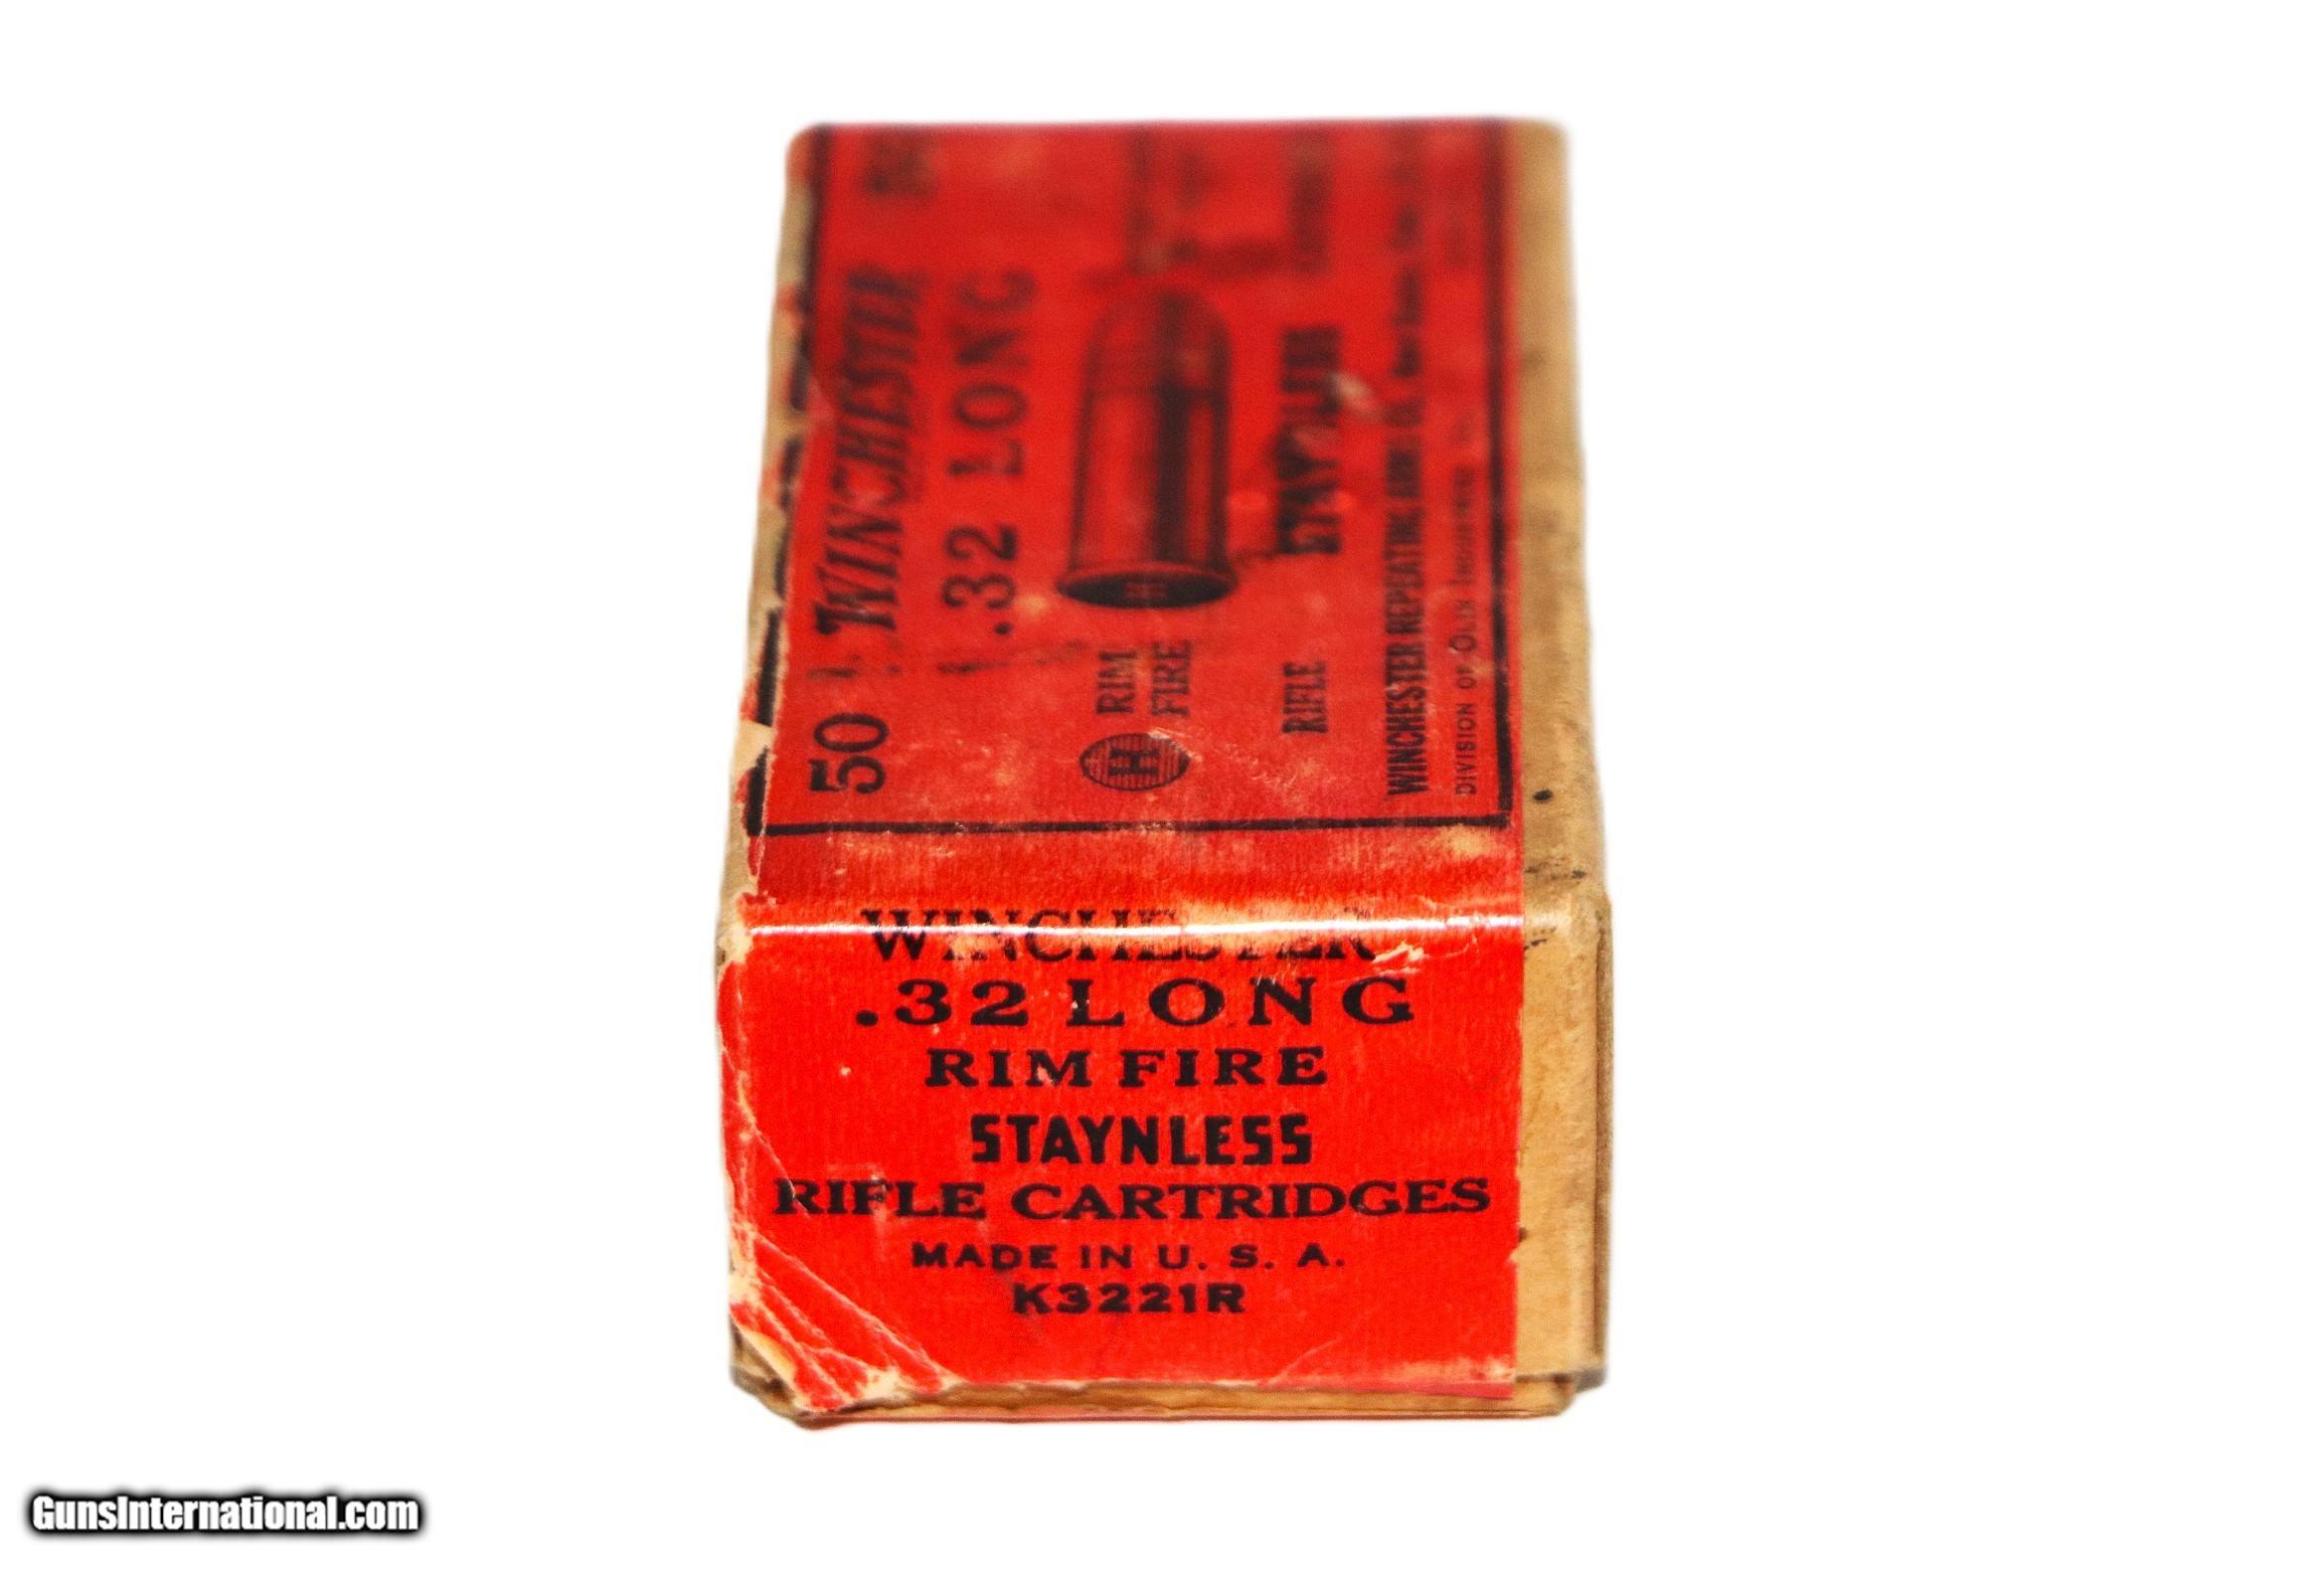 50 WINCHESTER
.32 LONG
H RIM
FIRE
H
RIFLE
WINCHESTER REPEATING ARMS CO.
DIVISION OF OLIN INDUSTRIES
WINCHESTER
.32 LONG
RIM FIRE
STAYNLESS
RIFLE CARTRIDGES
MADE IN U. S. A.
K3221R
GunsInternational.com